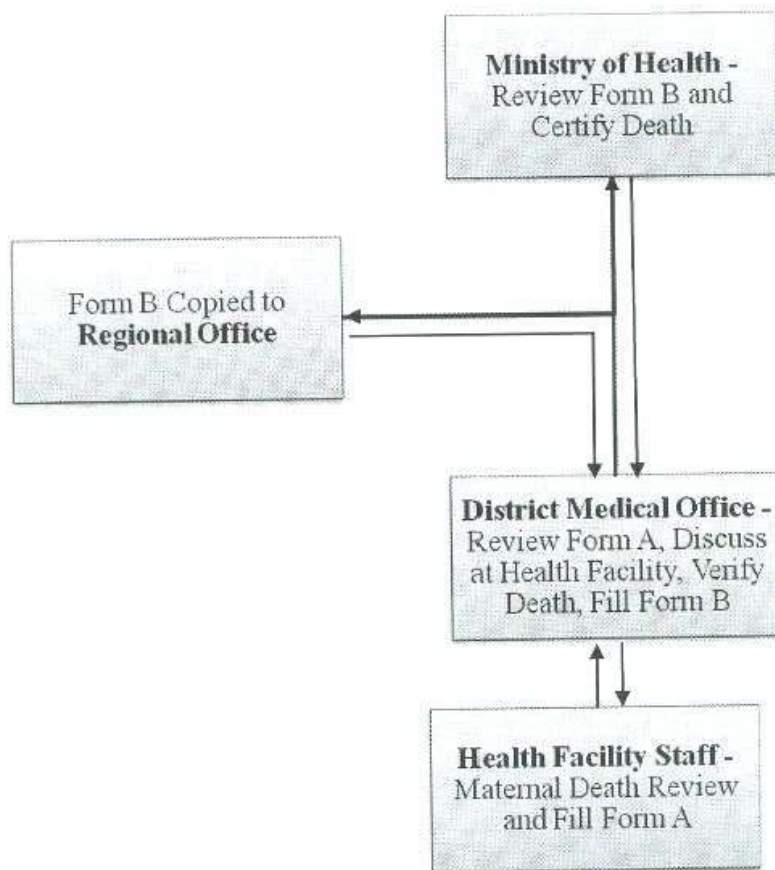 Ministry of Health -
Review Form B and
Certify Death
Form B Copied to
Regional Office
District Medical Office -
Review Form A, Discuss
at Health Facility, Verify
Death, Fill Form B
Health Facility Staff -
Maternal Death Review
and Fill Form A